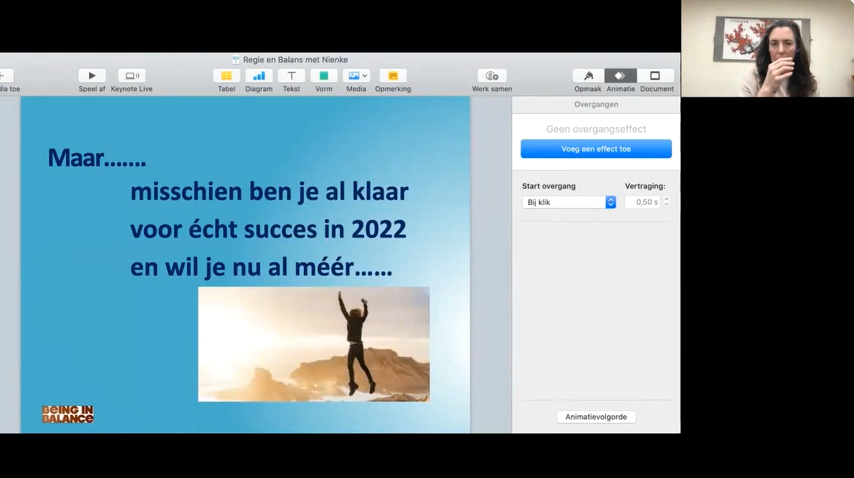 Regie en Balans met Nienke
dia toe
Speel af
Keynote Live
Tabel
Diagram
Tekst
Vorm
Media
Opmerking
Werk samen
Opmaak
Animatie
Document
Overgangen
Geen overgangseffect
Voeg een effect toe
Start overgang
Vertraging:
Bij klik
0,50 s
Maar.......
misschien ben je al klaar
voor écht succes in 2022
en wil je nu al méér......
BEING IN
BALANCE
Animatievolgorde